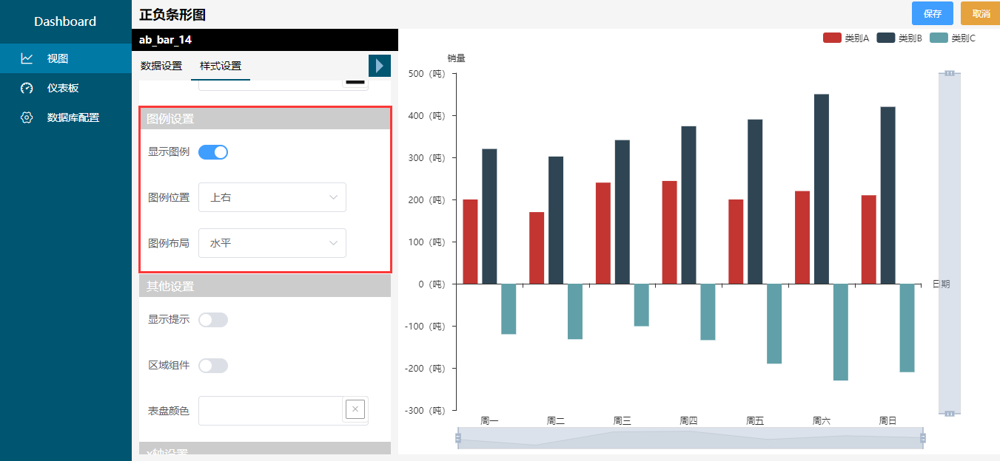 Dashboard
视图
仪表板
数据库配置
正负条形图
保存
取消
ab_bar_14
数据设置
样式设置
图例设置
显示图例
图例位置
上右
图例布局
水平
其他设置
显示提示
区域组件
表盘颜色
x轴设置
类别A
类别B
类别C
销量
500（吨）
400（吨）
300（吨）
200（吨）
100（吨）
0（吨）
-100（吨）
-200（吨）
-300（吨）
日期
周一
周二
周三
周四
周五
周六
周日